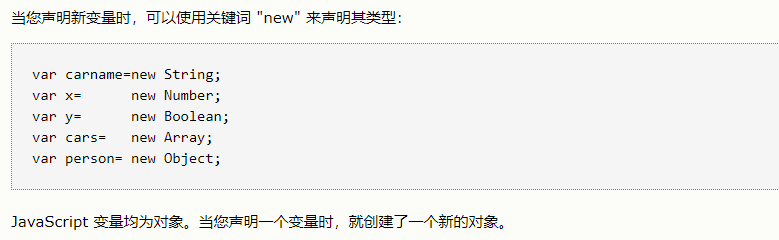 当您声明新变量时，可以使用关键词 "new" 来声明其类型：
var carname=new String;
var x=      new Number;
var y=      new Boolean;
var cars=   new Array;
var person= new Object;
JavaScript 变量均为对象。当您声明一个变量时，就创建了一个新的对象。